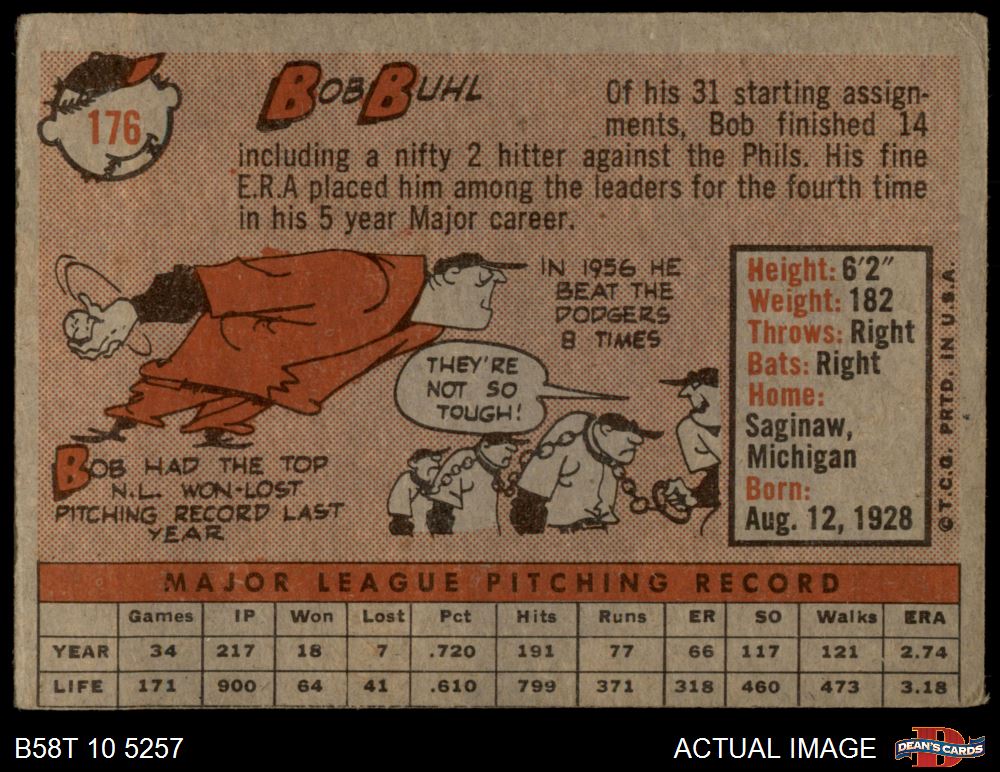 176
BOB BUHL
Of his 31 starting assign-
ments, Bob finished 14
including a nifty 2 hitter against the Phils. His fine
E.R.A placed him among the leaders for the fourth time
in his 5 year Major career.
IN 1956 HE
BEAT THE
DODGERS
8 TIMES
THEY'RE
NOT SO
TOUGH!
BOB HAD THE TOP
N.L. WON-LOST
PITCHING RECORD LAST
YEAR
Height: 6'2"
Weight: 182
Throws: Right
Bats: Right
Home:
Saginaw,
Michigan
Born:
Aug. 12, 1928
© T.C.G. PRTD. IN U.S.A.
MAJOR LEAGUE PITCHING RECORD
Games IP Won Lost Pct Hits Runs ER SO Walks ERA
YEAR 34 217 18 7 .720 191 77 66 117 121 2.74
LIFE 171 900 64 41 .610 799 371 318 460 473 3.18
B58T 10 5257
ACTUAL IMAGE
D
DEAN'S CARDS